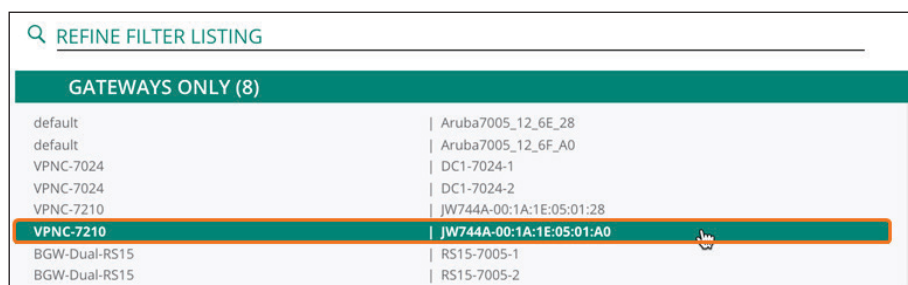 REFINE FILTER LISTING
GATEWAYS ONLY (8)
default | Aruba7005_12_6E_28
default | Aruba7005_12_6F_A0
VPNC-7024 | DC1-7024-1
VPNC-7024 | DC1-7024-2
VPNC-7210 | JW744A-00:1A:1E:05:01:28
VPNC-7210 | JW744A-00:1A:1E:05:01:A0
BGW-Dual-RS15 | RS15-7005-1
BGW-Dual-RS15 | RS15-7005-2